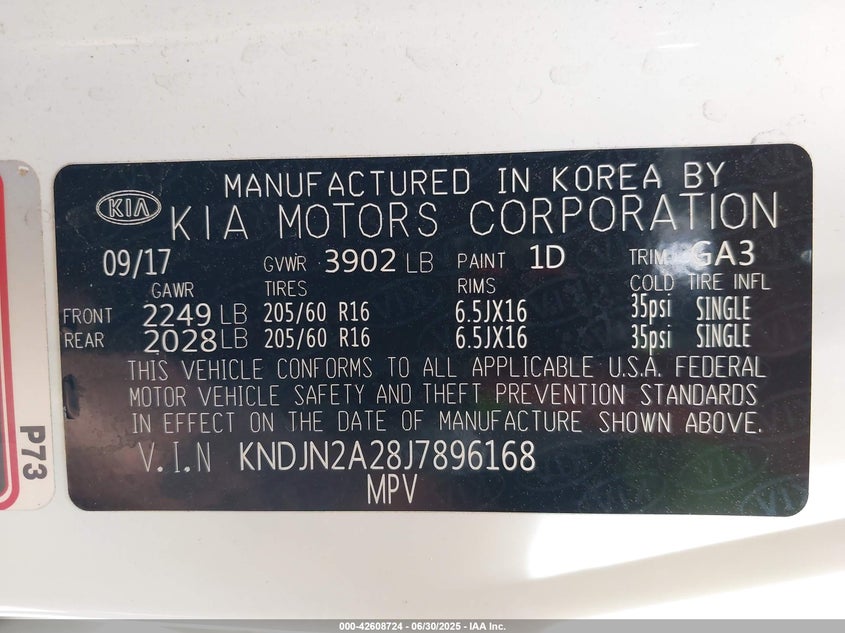 MANUFACTURED IN KOREA BY
KIA KIA MOTORS CORPORATION
09/17 GVWR 3902 LB PAINT 1D TRIM GA3
GAWR TIRES RIMS COLD TIRE INFL
FRONT 2249 LB 205/60 R16 6.5JX16 35psi SINGLE
REAR 2028 LB 205/60 R16 6.5JX16 35psi SINGLE
THIS VEHICLE CONFORMS TO ALL APPLICABLE U.S.A. FEDERAL
MOTOR VEHICLE SAFETY AND THEFT PREVENTION STANDARDS
IN EFFECT ON THE DATE OF MANUFACTURE SHOWN ABOVE.
V.I.N KNDJN2A28J7896168
MPV
P73
000-42608724 | 06/30/2025 - IAA Inc.